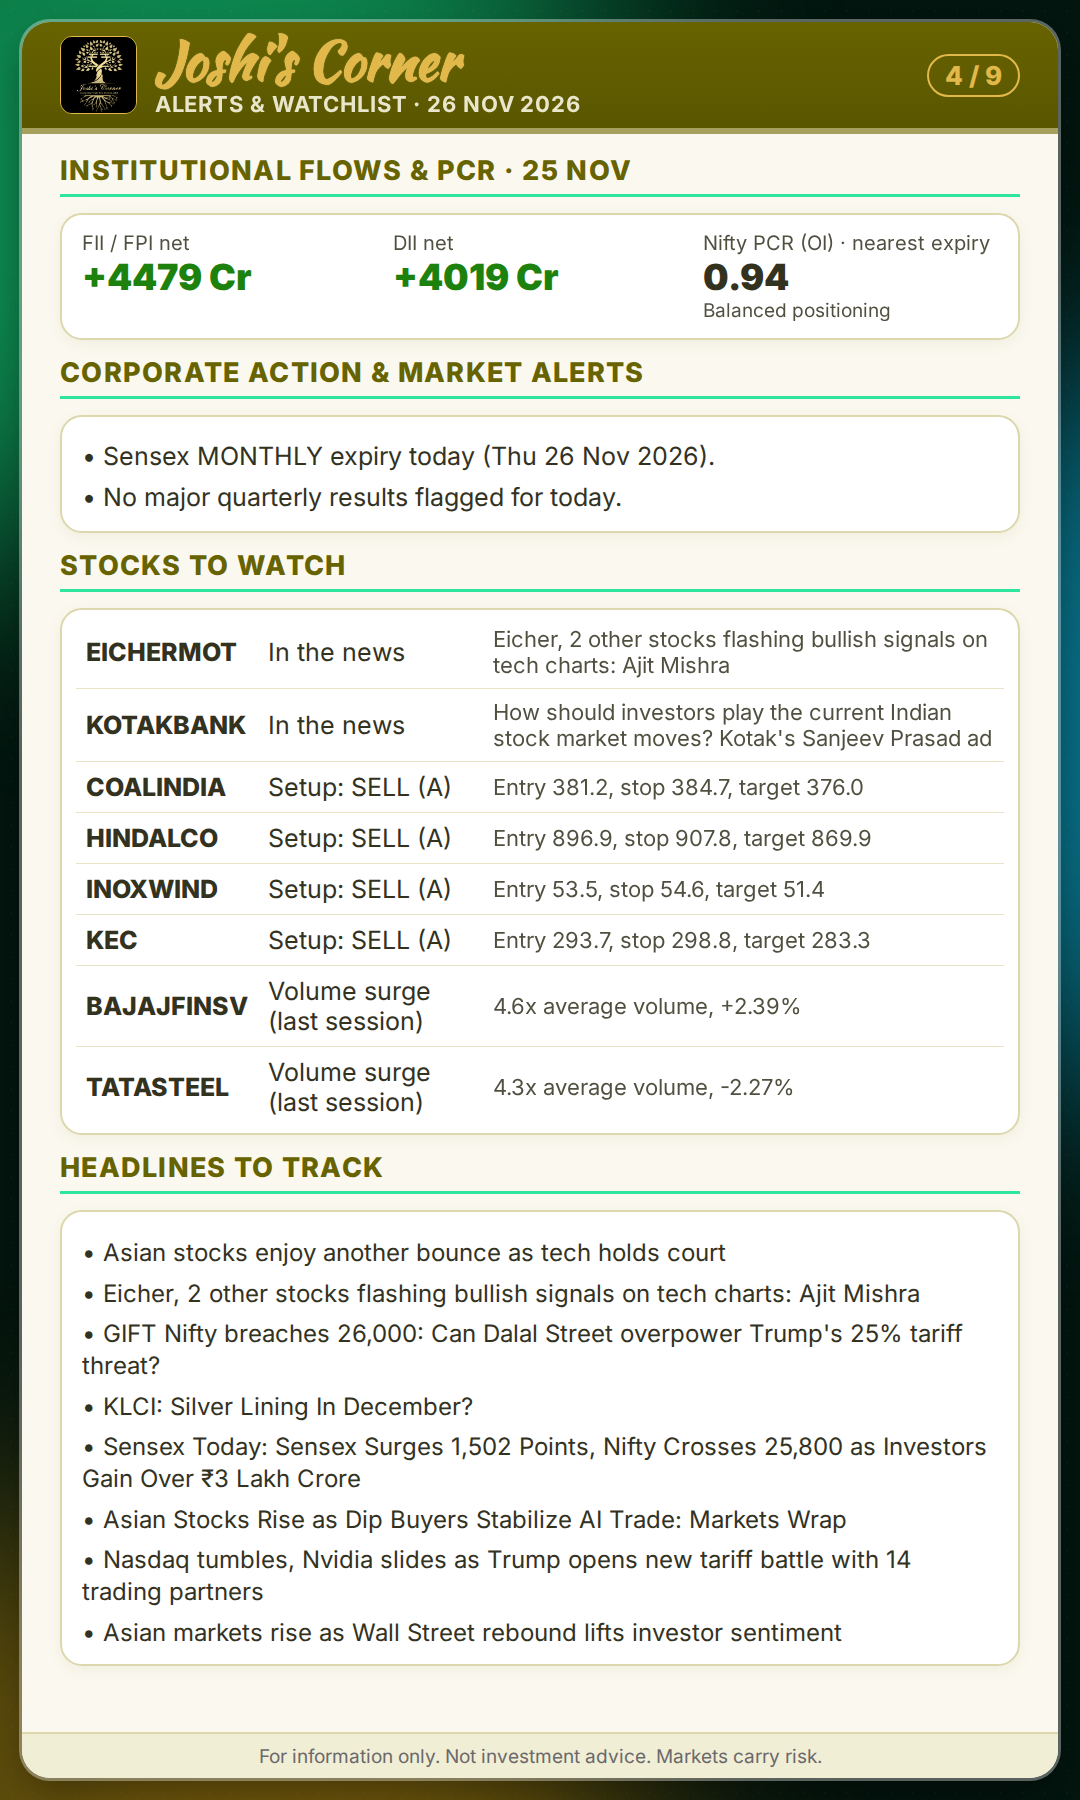 Joshi's Corner
Joshi's Corner
ALERTS & WATCHLIST · 26 NOV 2026
4 / 9
INSTITUTIONAL FLOWS & PCR · 25 NOV
FII / FPI net
+4479 Cr
DII net
+4019 Cr
Nifty PCR (OI) · nearest expiry
0.94
Balanced positioning
CORPORATE ACTION & MARKET ALERTS
• Sensex MONTHLY expiry today (Thu 26 Nov 2026).
• No major quarterly results flagged for today.
STOCKS TO WATCH
EICHERMOT In the news Eicher, 2 other stocks flashing bullish signals on
tech charts: Ajit Mishra
KOTAKBANK In the news How should investors play the current Indian
stock market moves? Kotak's Sanjeev Prasad ad
COALINDIA Setup: SELL (A) Entry 381.2, stop 384.7, target 376.0
HINDALCO Setup: SELL (A) Entry 896.9, stop 907.8, target 869.9
INOXWIND Setup: SELL (A) Entry 53.5, stop 54.6, target 51.4
KEC Setup: SELL (A) Entry 293.7, stop 298.8, target 283.3
BAJAJFINSV Volume surge
(last session) 4.6x average volume, +2.39%
TATASTEEL Volume surge
(last session) 4.3x average volume, -2.27%
HEADLINES TO TRACK
• Asian stocks enjoy another bounce as tech holds court
• Eicher, 2 other stocks flashing bullish signals on tech charts: Ajit Mishra
• GIFT Nifty breaches 26,000: Can Dalal Street overpower Trump's 25% tariff
threat?
• KLCI: Silver Lining In December?
• Sensex Today: Sensex Surges 1,502 Points, Nifty Crosses 25,800 as Investors
Gain Over ₹3 Lakh Crore
• Asian Stocks Rise as Dip Buyers Stabilize AI Trade: Markets Wrap
• Nasdaq tumbles, Nvidia slides as Trump opens new tariff battle with 14
trading partners
• Asian markets rise as Wall Street rebound lifts investor sentiment
For information only. Not investment advice. Markets carry risk.